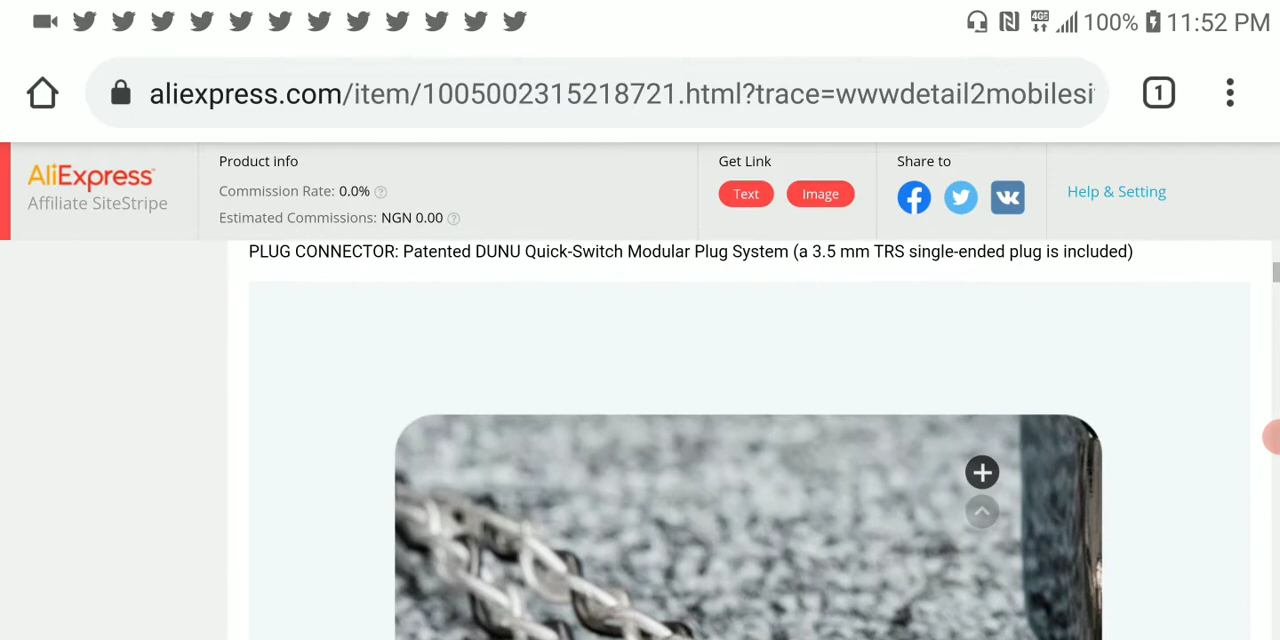 4GE 100% 11:52 PM
aliexpress.com/item/1005002315218721.html?trace=wwwdetail2mobilesi
1
AliExpress
Affiliate SiteStripe
Product info
Commission Rate: 0.0% ?
Estimated Commissions: NGN 0.00 ?
Get Link
Text Image
Share to
Help & Setting
PLUG CONNECTOR: Patented DUNU Quick-Switch Modular Plug System (a 3.5 mm TRS single-ended plug is included)